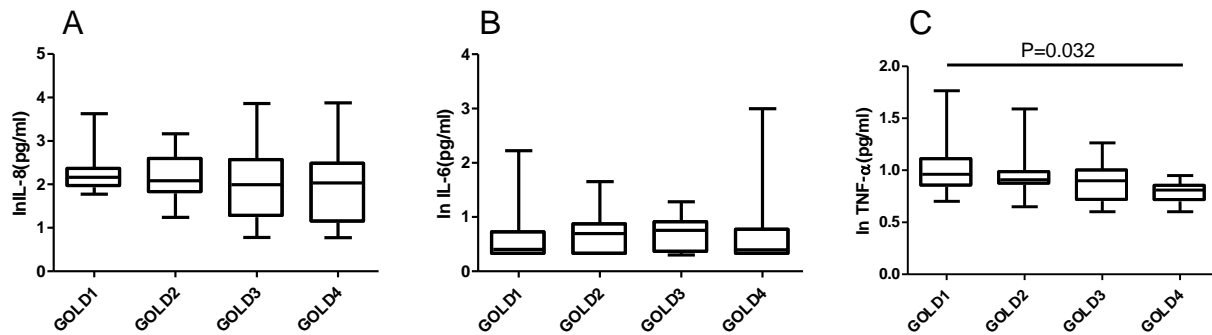 A
lnIL-8(pg/ml)
5
4
3
2
1
0
GOLD1
GOLD2
GOLD3
GOLD4
B
ln IL-6(pg/ml)
4
3
2
1
0
GOLD1
GOLD2
GOLD3
GOLD4
C
P=0.032
ln TNF-α(pg/ml)
2.0
1.5
1.0
0.5
0.0
GOLD1
GOLD2
GOLD3
GOLD4